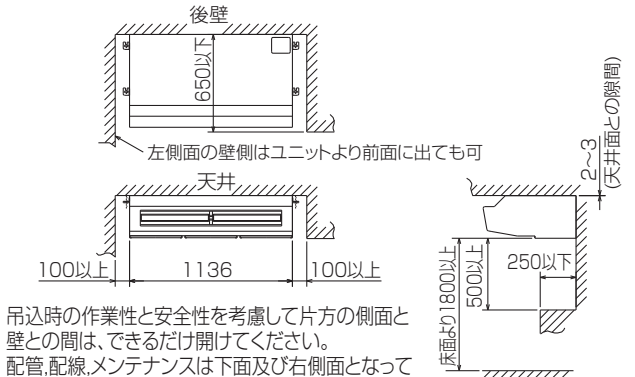 後壁
650以下
左側面の壁側はユニットより前面に出ても可
天井
100以上
1136
100以上
2〜3
(天井面との隙間)
床面より1800以上
500以上
250以下
吊込時の作業性と安全性を考慮して片方の側面と
壁との間は、できるだけ開けてください。
配管,配線,メンテナンスは下面及び右側面となって